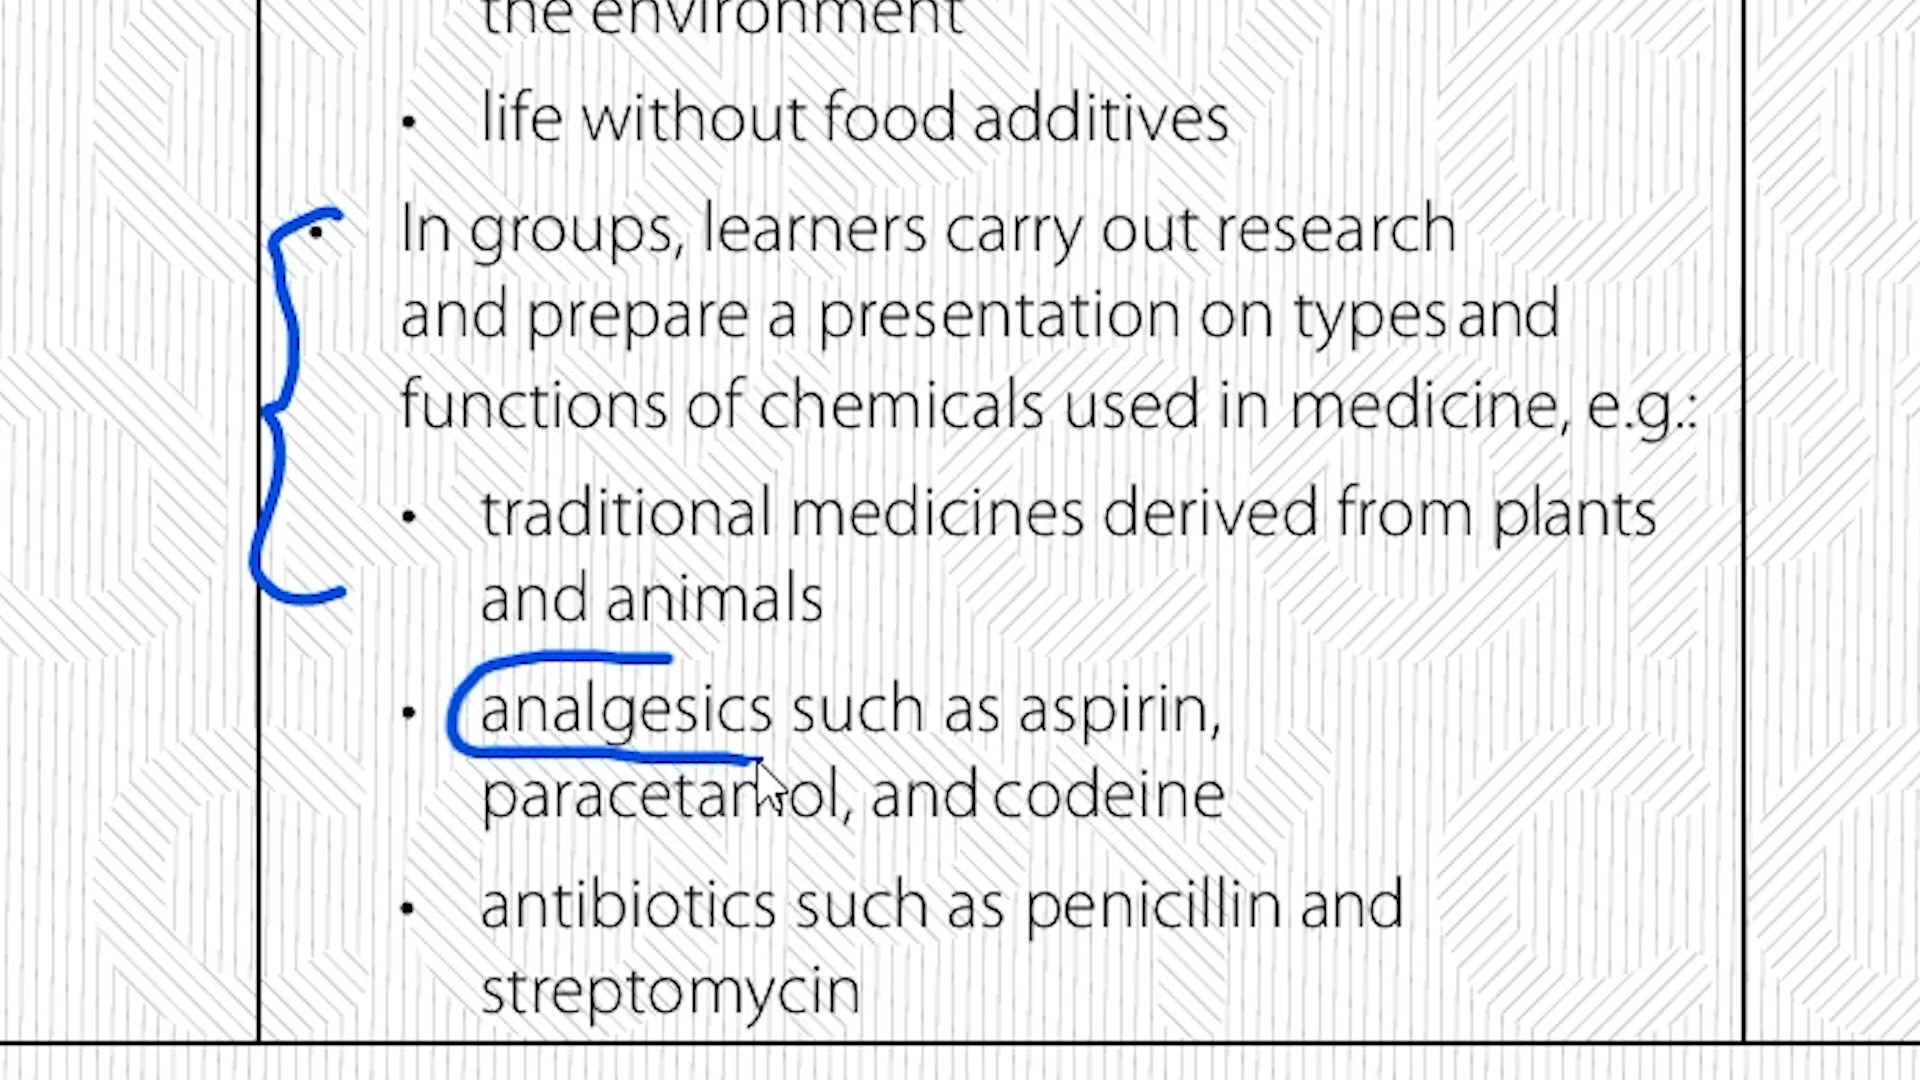 the environment
• life without food additives
• In groups, learners carry out research
and prepare a presentation on types and
functions of chemicals used in medicine, e.g.:
• traditional medicines derived from plants
and animals
• analgesics such as aspirin,
paracetamol, and codeine
• antibiotics such as penicillin and
streptomycin